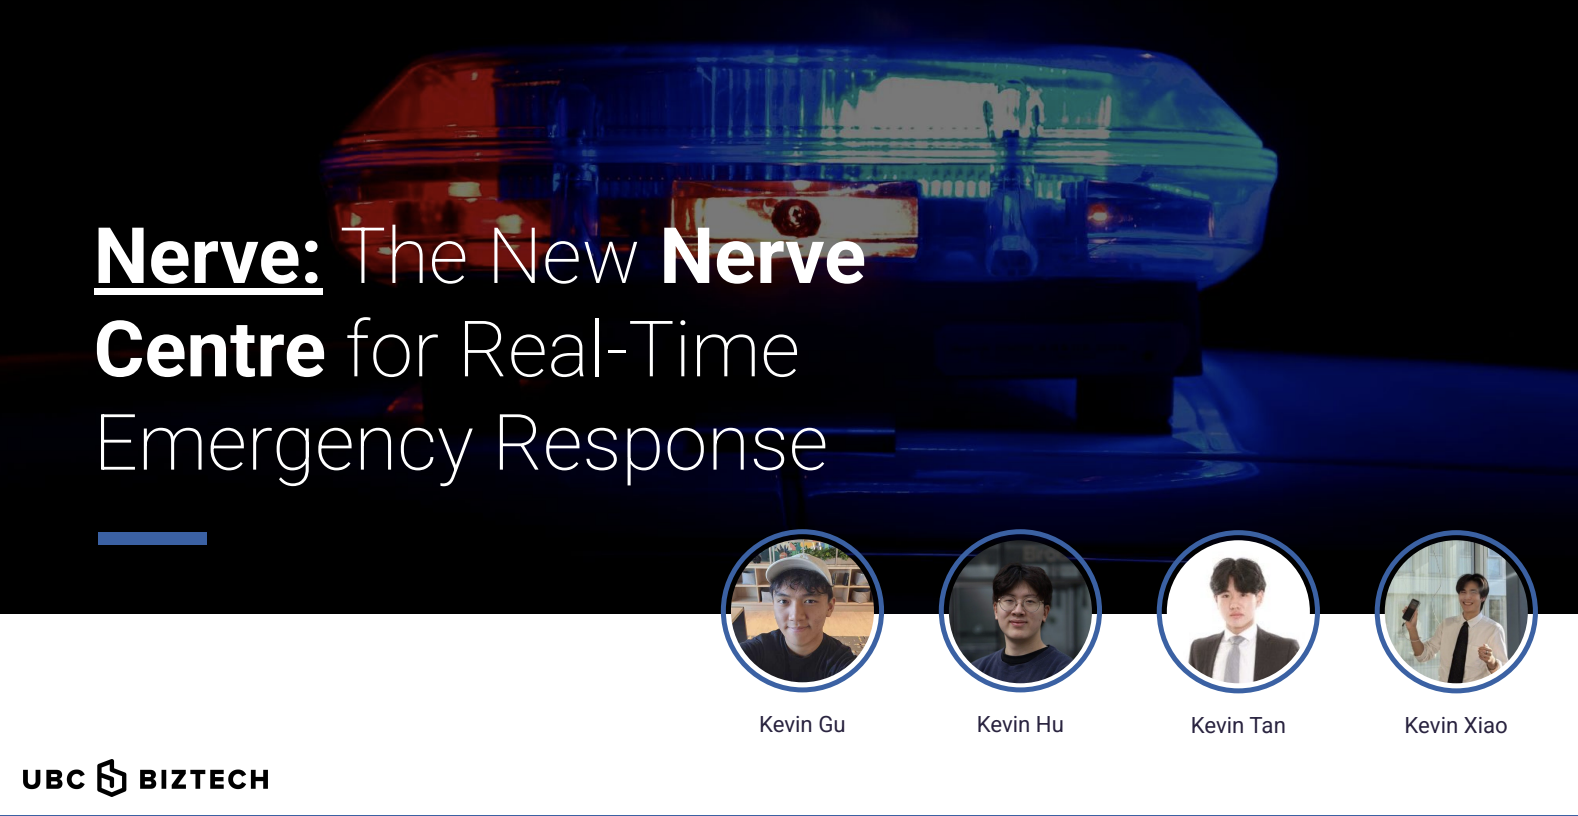 Nerve: The New Nerve
Centre for Real-Time
Emergency Response
Kevin Gu
Kevin Hu
Kevin Tan
Kevin Xiao
UBC BIZTECH